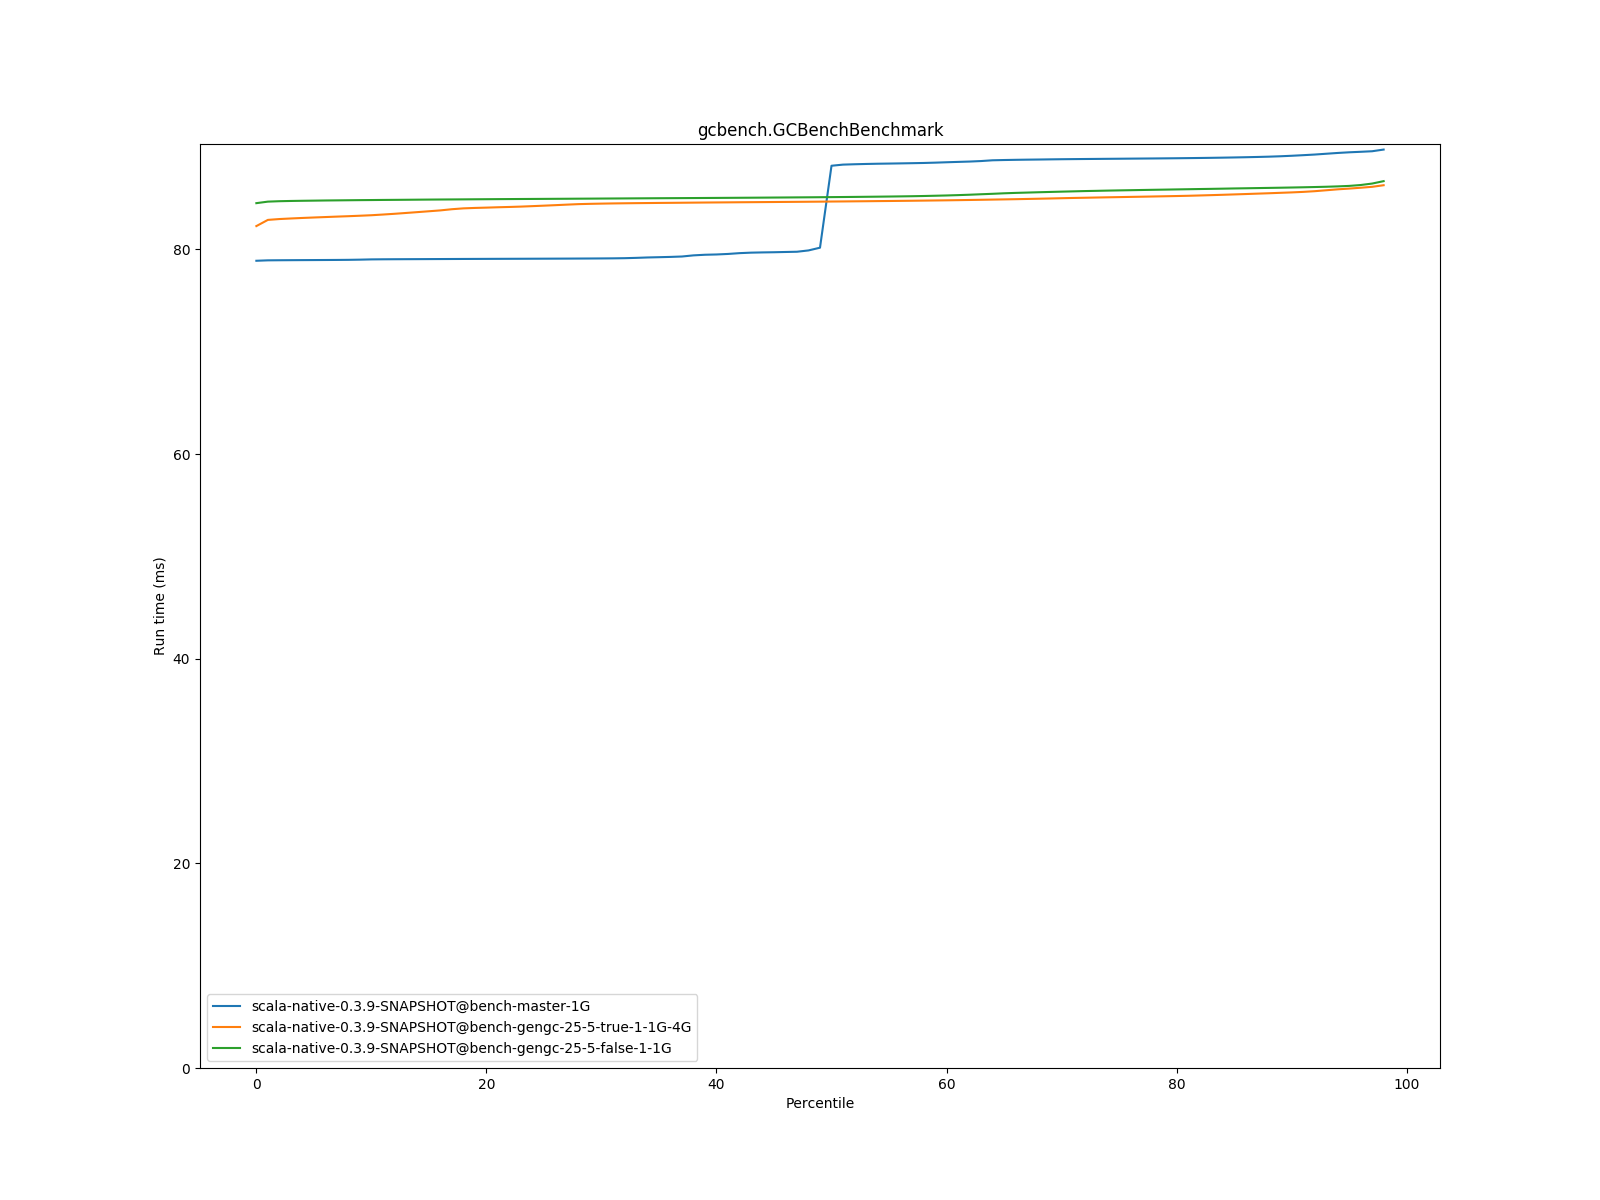 gcbench.GCBenchBenchmark
80
60
40
20
0
Run time (ms)
scala-native-0.3.9-SNAPSHOT@bench-master-1G
scala-native-0.3.9-SNAPSHOT@bench-gengc-25-5-true-1-1G-4G
scala-native-0.3.9-SNAPSHOT@bench-gengc-25-5-false-1-1G
0 20 40 60 80 100
Percentile